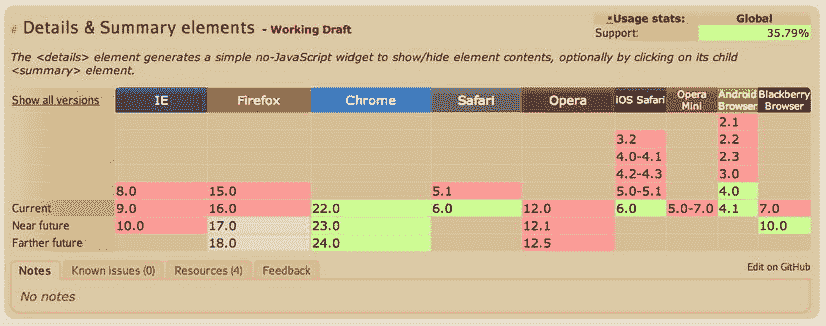 # Details & Summary elements - Working Draft
*Usage stats: Global
Support: 35.79%
The <details> element generates a simple no-JavaScript widget to show/hide element contents, optionally by clicking on its child
<summary> element.
Show all versions IE Firefox Chrome Safari Opera iOS Safari Opera Mini Android Browser Blackberry Browser
2.1
3.2 2.2
4.0-4.1 2.3
4.2-4.3 3.0
8.0 15.0 5.1 5.0-5.1 4.0
Current 9.0 16.0 22.0 6.0 12.0 6.0 5.0-7.0 4.1 7.0
Near future 10.0 17.0 23.0 12.1 10.0
Farther future 18.0 24.0 12.5
Notes Known issues (0) Resources (4) Feedback Edit on GitHub
No notes